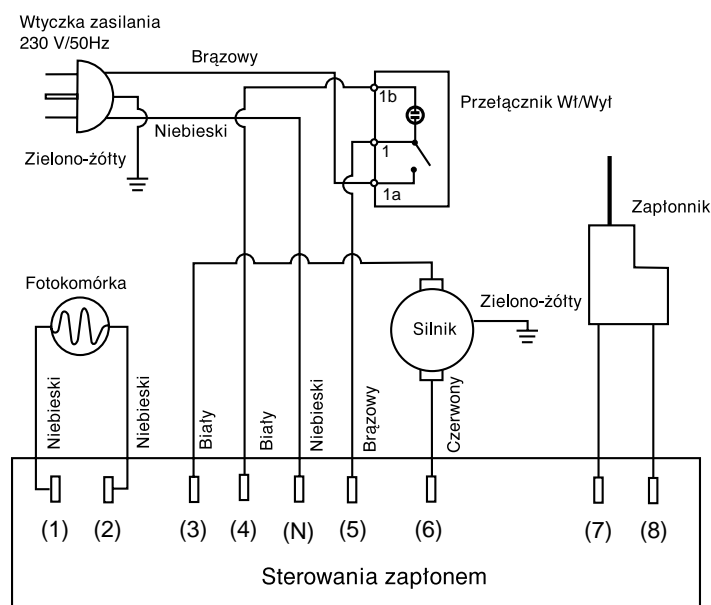 Wtyczka zasilania
230 V/50Hz
Brązowy
1b
Przełącznik Wł/Wył
Niebieski
1
Zielono-żółty
1a
Zapłonnik
Fotokomórka
Zielono-żółty
Silnik
Niebieski
Niebieski
Biały
Biały
Niebieski
Brązowy
Czerwony
(1) (2) (3) (4) (N) (5) (6) (7) (8)
Sterowania zapłonem